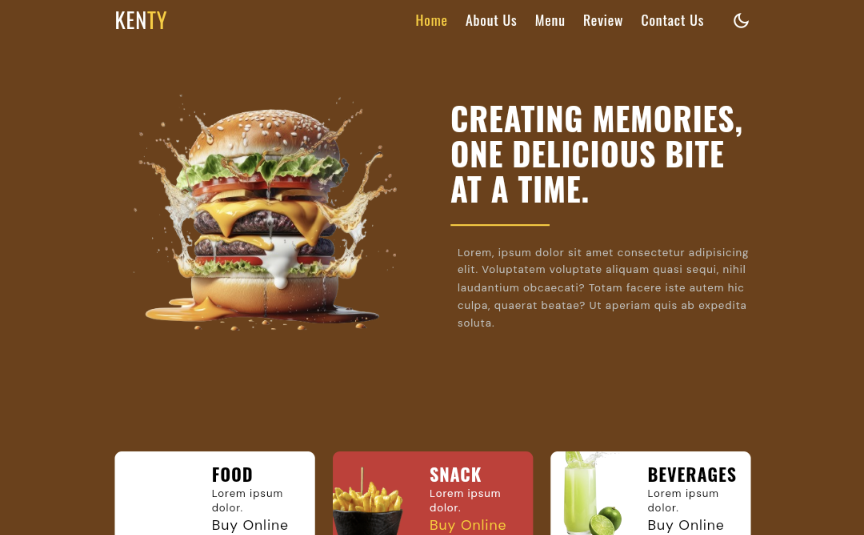 KENTY
Home About Us Menu Review Contact Us
CREATING MEMORIES,
ONE DELICIOUS BITE
AT A TIME.
Lorem, ipsum dolor sit amet consectetur adipisicing
elit. Voluptatem voluptate aliquam quasi sequi, nihil
laudantium obcaecati? Totam facere iste autem hic
culpa, quaerat beatae? Ut aperiam quis ab expedita
soluta.
FOOD
Lorem ipsum
dolor.
Buy Online
SNACK
Lorem ipsum
dolor.
Buy Online
BEVERAGES
Lorem ipsum
dolor.
Buy Online